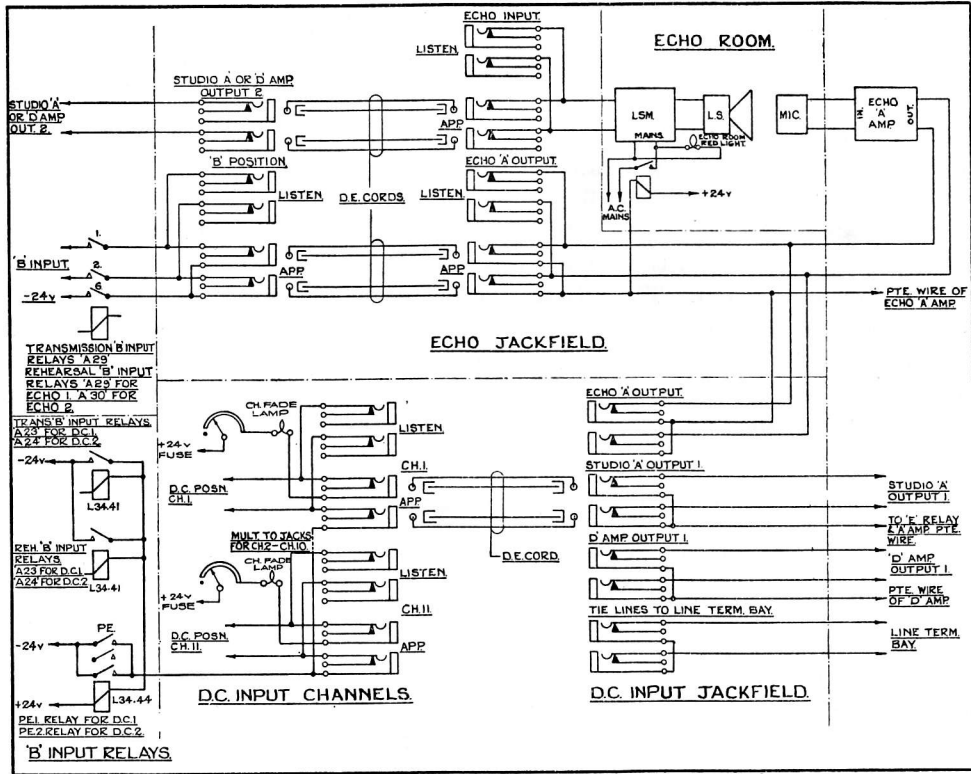 ECHO INPUT.
LISTEN.
ECHO ROOM.
STUDIO 'A' OR 'D' AMP
OUTPUT 2
STUDIO 'A'
OR 'D' AMP
OUT. 2.
APP
LSM.
MAINS
L.S.
MIC.
IN.
ECHO
'A'
AMP
OUT.
ECHO ROOM
RED LIGHT.
'B' POSITION
ECHO 'A' OUTPUT.
LISTEN
D.E. CORDS.
LISTEN.
A.C.
MAINS
+24v
1.
'B' INPUT.
2.
6
-24v
APP
APP
PTE. WIRE OF
ECHO 'A' AMP
TRANSMISSION 'B' INPUT
RELAYS 'A29'
REHEARSAL 'B' INPUT
RELAYS 'A29' FOR
ECHO 1. 'A 30' FOR
ECHO 2.
ECHO JACKFIELD.
TRANS 'B' INPUT RELAYS.
'A23' FOR D.C.1.
'A24' FOR D.C.2
-24v
L34.41
REH. 'B' INPUT
RELAYS
'A23 FOR D.C.1
'A24' FOR D.C.2
L34.41
CH. FADE
LAMP
+24v
FUSE
LISTEN
ECHO 'A' OUTPUT.
D.C. POSN
CH.I.
CH.I.
APP
STUDIO 'A' OUTPUT I.
STUDIO 'A'
OUTPUT I.
MULT. TO JACKS
FOR CH2-CH.10.
D.E. CORD.
TO 'E' RELAY
& 'A' AMP PTE.
WIRE.
CH. FADE
LAMP
+24v
FUSE
LISTEN
D' AMP OUTPUT I.
'D' AMP
OUTPUT I.
PTE. WIRE
OF 'D' AMP.
D.C. POSN.
CH.II.
CH.II.
APP
TIE LINES TO LINE TERM. BAY.
LINE TERM.
BAY.
PE.
-24v
+24v
L34.44
PE.1. RELAY FOR D.C.1
PE.2 RELAY FOR D.C.2.
'B' INPUT RELAYS.
D.C. INPUT CHANNELS.
D.C. INPUT JACKFIELD.